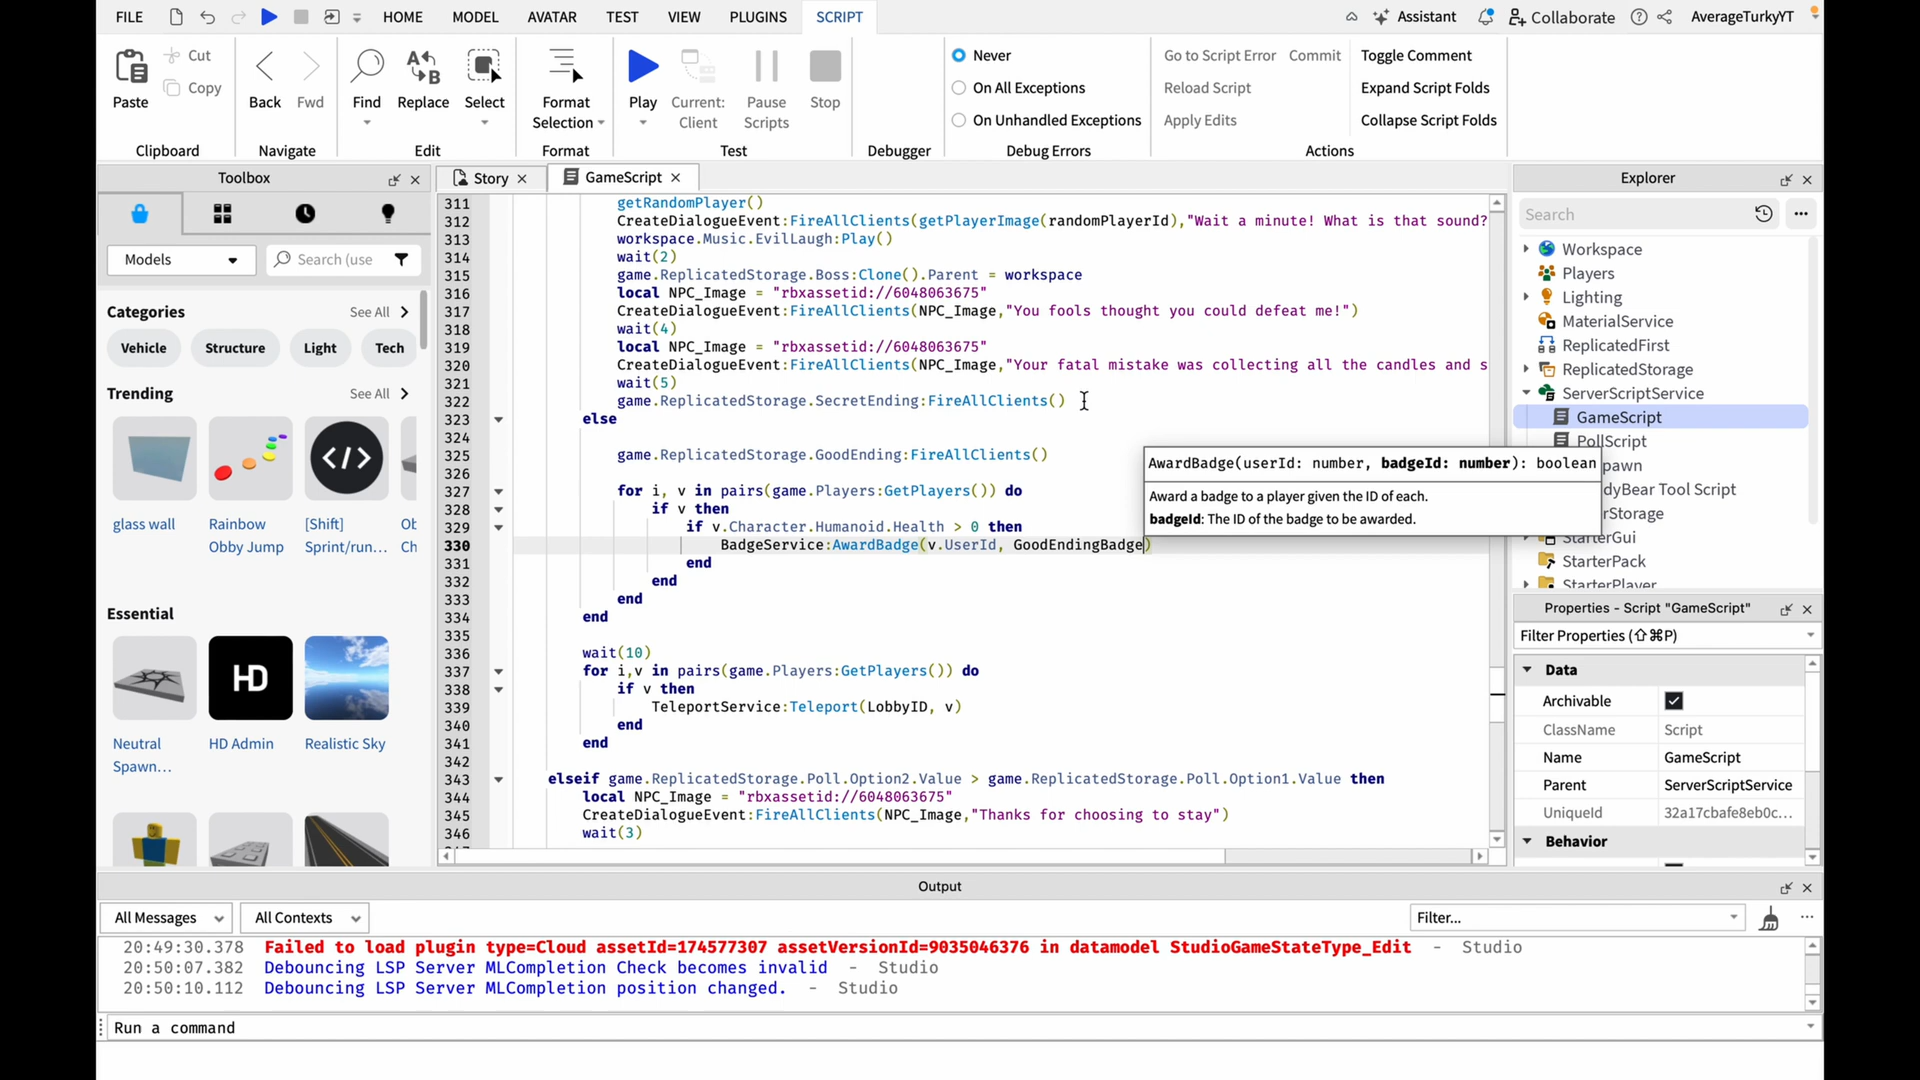 FILE HOME MODEL AVATAR TEST VIEW PLUGINS SCRIPT Assistant Collaborate AverageTurkyYT
Paste Cut Copy
Clipboard
Back Fwd
Navigate
Find Replace Select
Edit
Format Selection
Format
Play Current: Client Pause Scripts Stop
Test
Debugger
Never
On All Exceptions
On Unhandled Exceptions
Debug Errors
Go to Script Error Commit Toggle Comment
Reload Script Expand Script Folds
Apply Edits Collapse Script Folds
Actions
Toolbox
Models Search (use
Categories See All
Vehicle Structure Light Tech
Trending See All
glass wall
Rainbow Obby Jump
[Shift] Sprint/run...
Ob
Ch
Essential
HD
Neutral Spawn...
HD Admin
Realistic Sky
Story GameScript
311 getRandomPlayer()
312 CreateDialogueEvent:FireAllClients(getPlayerImage(randomPlayerId),"Wait a minute! What is that sound?
313 workspace.Music.EvilLaugh:Play()
314 wait(2)
315 game.ReplicatedStorage.Boss:Clone().Parent = workspace
316 local NPC_Image = "rbxassetid://6048063675"
317 CreateDialogueEvent:FireAllClients(NPC_Image,"You fools thought you could defeat me!")
318 wait(4)
319 local NPC_Image = "rbxassetid://6048063675"
320 CreateDialogueEvent:FireAllClients(NPC_Image,"Your fatal mistake was collecting all the candles and s
321 wait(5)
322 game.ReplicatedStorage.SecretEnding:FireAllClients()
323 else
324
325 game.ReplicatedStorage.GoodEnding:FireAllClients()
326
327 for i, v in pairs(game.Players:GetPlayers()) do
328 if v then
329 if v.Character.Humanoid.Health > 0 then
330 BadgeService:AwardBadge(v.UserId, GoodEndingBadge)
331 end
332 end
333 end
334 end
335
336 wait(10)
337 for i,v in pairs(game.Players:GetPlayers()) do
338 if v then
339 TeleportService:Teleport(LobbyID, v)
340 end
341 end
342
343 elseif game.ReplicatedStorage.Poll.Option2.Value > game.ReplicatedStorage.Poll.Option1.Value then
344 local NPC_Image = "rbxassetid://6048063675"
345 CreateDialogueEvent:FireAllClients(NPC_Image,"Thanks for choosing to stay")
346 wait(3)
AwardBadge(userId: number, badgeId: number): boolean
Award a badge to a player given the ID of each.
badgeId: The ID of the badge to be awarded.
Explorer
Search
Workspace
Players
Lighting
MaterialService
ReplicatedFirst
ReplicatedStorage
ServerScriptService
GameScript
PollScript
pawn
dyBear Tool Script
rStorage
StarterGui
StarterPack
StarterPlayer
Properties - Script "GameScript"
Filter Properties (⇧⌘P)
Data
Archivable
ClassName Script
Name GameScript
Parent ServerScriptService
UniqueId 32a17cbafe8eb0c...
Behavior
Output
All Messages All Contexts Filter...
20:49:30.378 Failed to load plugin type=Cloud assetId=174577307 assetVersionId=9035046376 in datamodel StudioGameStateType_Edit - Studio
20:50:07.382 Debouncing LSP Server MLCompletion Check becomes invalid - Studio
20:50:10.112 Debouncing LSP Server MLCompletion position changed. - Studio
Run a command